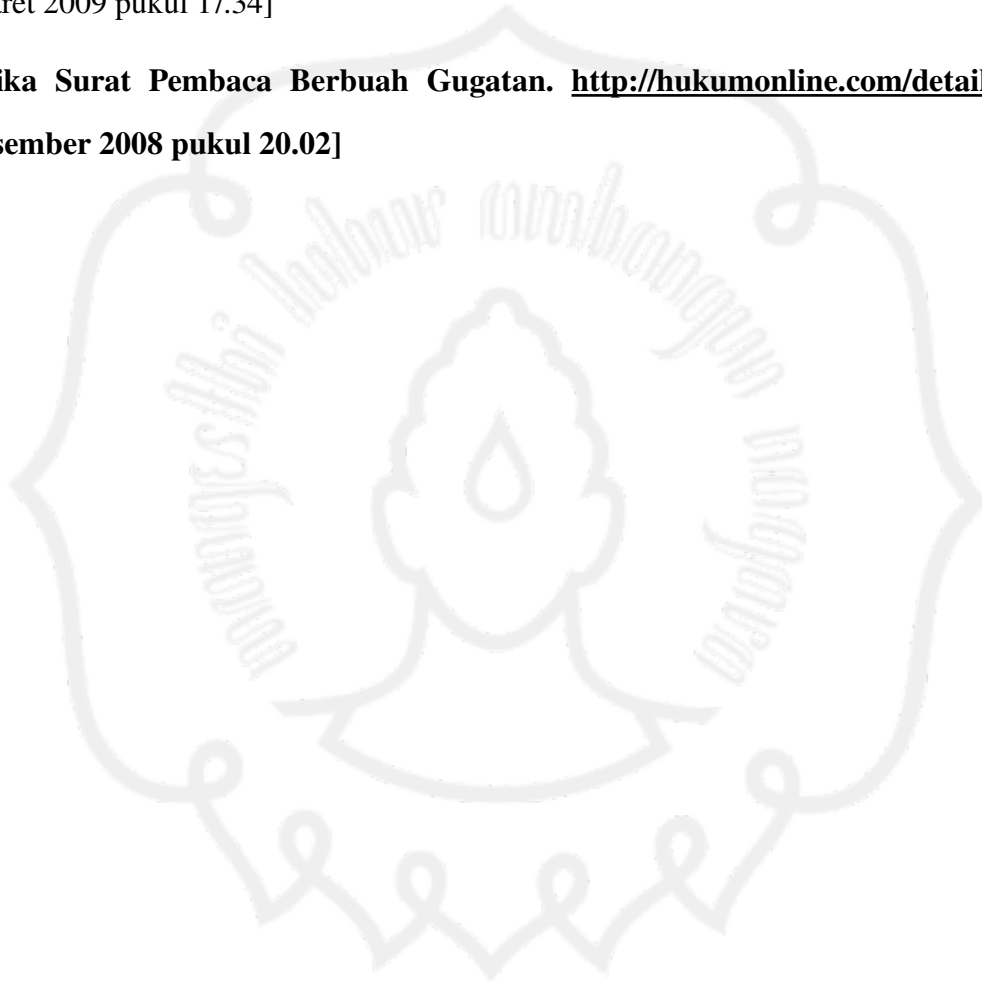 ret 2009 pukul 17.34]
ika Surat Pembaca Berbuah Gugatan. http://hukumonline.com/detail
sember 2008 pukul 20.02]